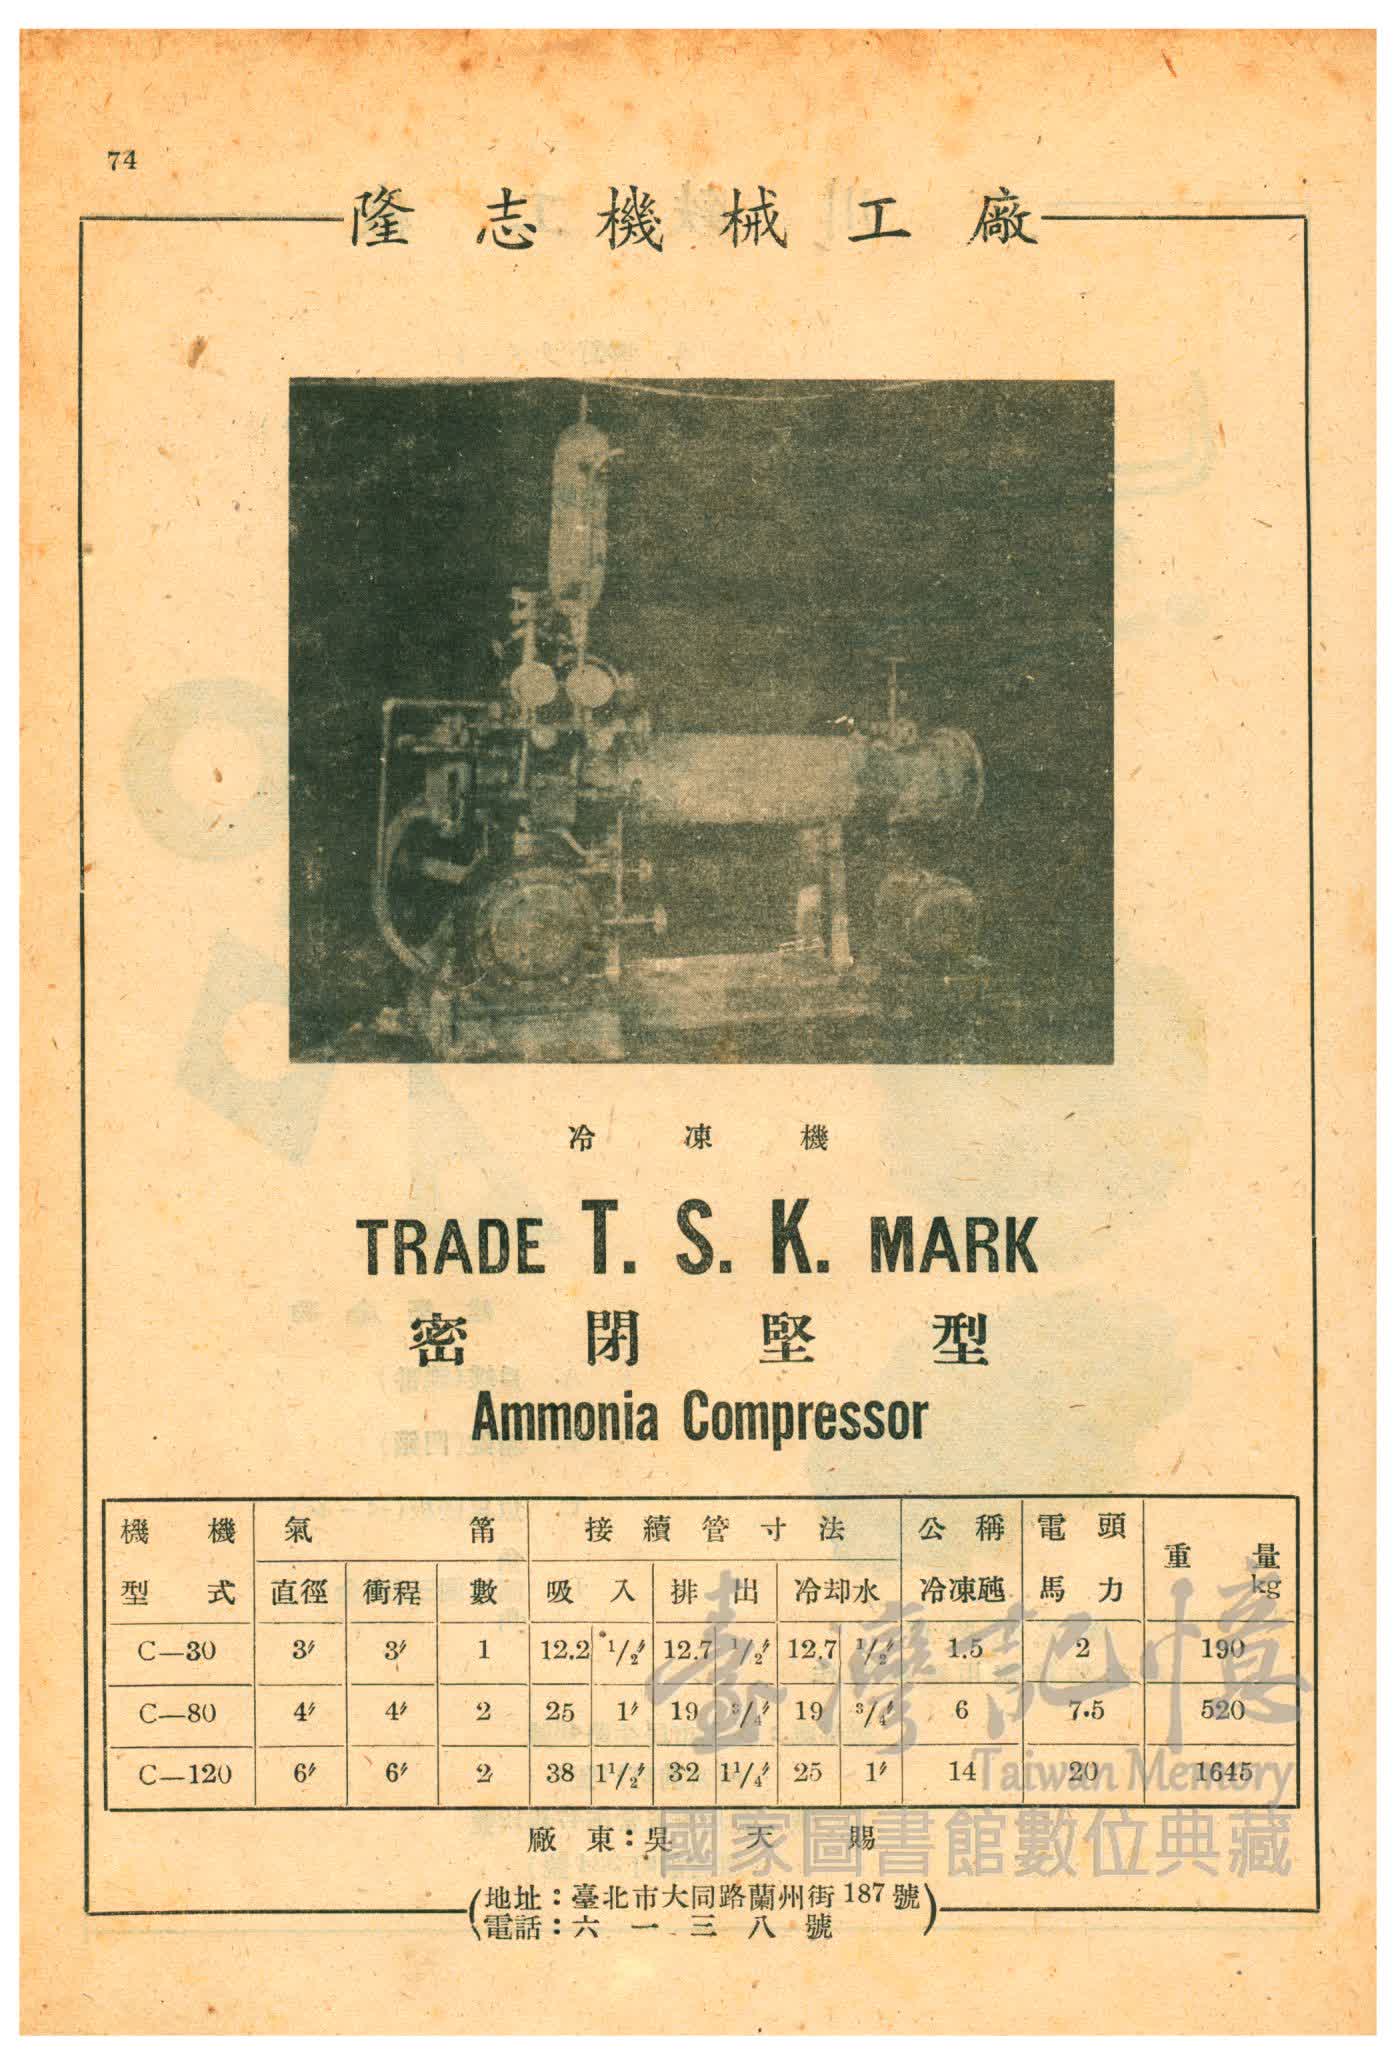 74
隆志機械工廠
冷凍機
TRADE T. S. K. MARK
密閉堅型
Ammonia Compressor
機機型式 氣筩 接續管寸法 公稱冷凍砘 電頭馬力 重量kg
直徑 衝程 數 吸入 排出 冷却水
C—30 3″ 3″ 1 12.2 1/2″ 12.7 1/2″ 12.7 1/2″ 1.5 2 190
C—80 4″ 4″ 2 25 1″ 19 3/4″ 19 3/4″ 6 7.5 520
C—120 6″ 6″ 2 38 1 1/2″ 32 1 1/4″ 25 1″ 14 20 1645
廠東：吳天賜
地址：臺北市大同路蘭州街187號
電話：六一三八號
臺灣記憶
Taiwan Memory
國家圖書館數位典藏